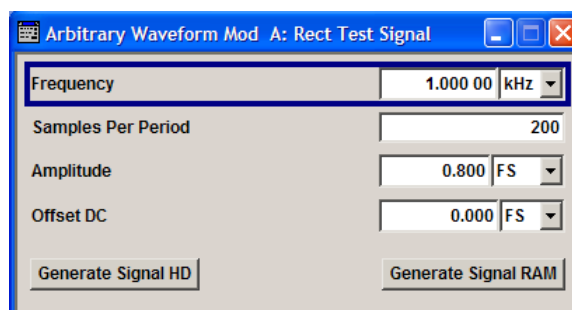 Arbitrary Waveform Mod A: Rect Test Signal
Frequency 1.000 00 kHz
Samples Per Period 200
Amplitude 0.800 FS
Offset DC 0.000 FS
Generate Signal HD Generate Signal RAM